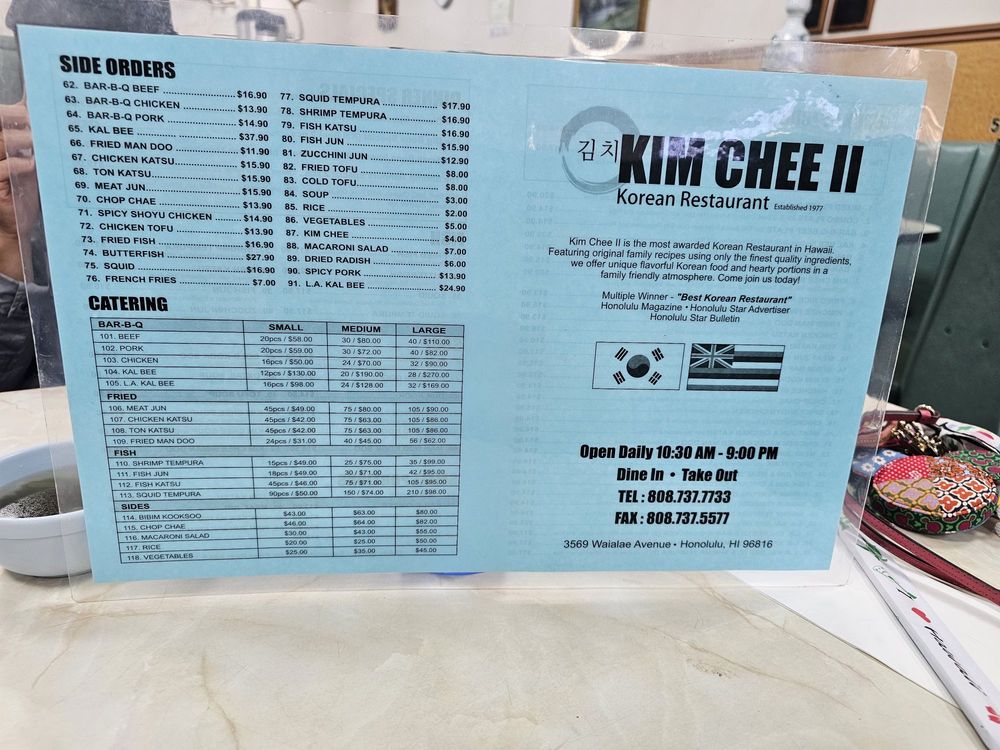 SIDE ORDERS
62. BAR-B-Q BEEF $16.90
63. BAR-B-Q CHICKEN $13.90
64. BAR-B-Q PORK $14.90
65. KAL BEE $37.90
66. FRIED MAN DOO $11.90
67. CHICKEN KATSU $15.90
68. TON KATSU $15.90
69. MEAT JUN $15.90
70. CHOP CHAE $13.90
71. SPICY SHOYU CHICKEN $14.90
72. CHICKEN TOFU $13.90
73. FRIED FISH $16.90
74. BUTTERFISH $27.90
75. SQUID $16.90
76. FRENCH FRIES $7.00
77. SQUID TEMPURA $17.90
78. SHRIMP TEMPURA $16.90
79. FISH KATSU $16.90
80. FISH JUN $15.90
81. ZUCCHINI JUN $12.90
82. FRIED TOFU $8.00
83. COLD TOFU $8.00
84. SOUP $3.00
85. RICE $2.00
86. VEGETABLES $5.00
87. KIM CHEE $4.00
88. MACARONI SALAD $7.00
89. DRIED RADISH $6.00
90. SPICY PORK $13.90
91. L.A. KAL BEE $24.90
CATERING
BAR-B-Q SMALL MEDIUM LARGE
101. BEEF 20pcs / $58.00 30 / $80.00 40 / $110.00
102. PORK 20pcs / $59.00 30 / $72.00 40 / $82.00
103. CHICKEN 16pcs / $50.00 24 / $70.00 32 / $90.00
104. KAL BEE 12pcs / $130.00 20 / $190.00 28 / $270.00
105. L.A. KAL BEE 16pcs / $98.00 24 / $128.00 32 / $169.00
FRIED
106. MEAT JUN 45pcs / $49.00 75 / $80.00 105 / $90.00
107. CHICKEN KATSU 45pcs / $42.00 75 / $63.00 105 / $86.00
108. TON KATSU 45pcs / $42.00 75 / $63.00 105 / $86.00
109. FRIED MAN DOO 24pcs / $31.00 40 / $45.00 56 / $62.00
FISH
110. SHRIMP TEMPURA 15pcs / $49.00 25 / $75.00 35 / $99.00
111. FISH JUN 18pcs / $49.00 30 / $71.00 42 / $95.00
112. FISH KATSU 45pcs / $46.00 75 / $71.00 105 / $95.00
113. SQUID TEMPURA 90pcs / $50.00 150 / $74.00 210 / $98.00
SIDES
114. BIBIM KOOKSOO $43.00 $63.00 $80.00
115. CHOP CHAE $46.00 $64.00 $82.00
116. MACARONI SALAD $30.00 $43.00 $55.00
117. RICE $20.00 $25.00 $50.00
118. VEGETABLES $25.00 $35.00 $45.00
김치 KIM CHEE II
Korean Restaurant Established 1977
Kim Chee II is the most awarded Korean Restaurant in Hawaii.
Featuring original family recipes using only the finest quality ingredients,
we offer unique flavorful Korean food and hearty portions in a
family friendly atmosphere. Come join us today!
Multiple Winner - "Best Korean Restaurant"
Honolulu Magazine • Honolulu Star Advertiser
Honolulu Star Bulletin
Open Daily 10:30 AM - 9:00 PM
Dine In • Take Out
TEL : 808.737.7733
FAX : 808.737.5577
3569 Waialae Avenue • Honolulu, HI 96816